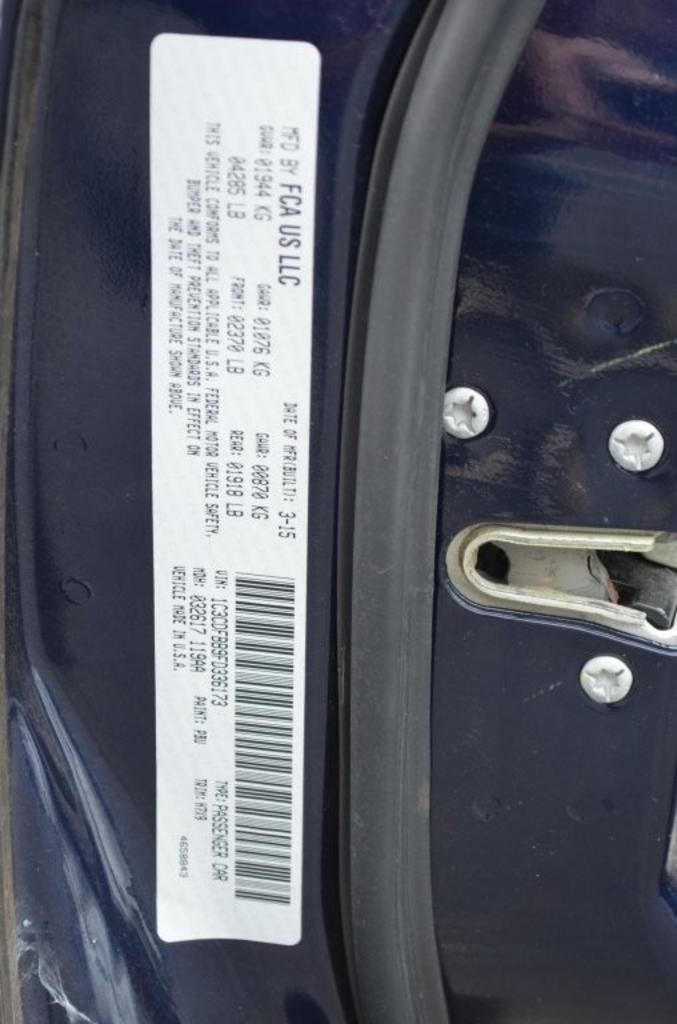 MFD BY FCA US LLC DATE OF MFR(BUILT): 3-15
GVWR: 01944 KG GAWR: 01076 KG GAWR: 00870 KG
04285 LB FRONT: 02370 LB REAR: 01918 LB
THIS VEHICLE CONFORMS TO ALL APPLICABLE U.S.A. FEDERAL MOTOR VEHICLE SAFETY,
BUMPER AND THEFT PREVENTION STANDARDS IN EFFECT ON
THE DATE OF MANUFACTURE SHOWN ABOVE.
VIN: 1C3CDFBB9FD336173 TYPE: PASSENGER CAR
MDH: 032617 119AA PAINT: PBU TRIM: H7X9
VEHICLE MADE IN U.S.A.
4658843